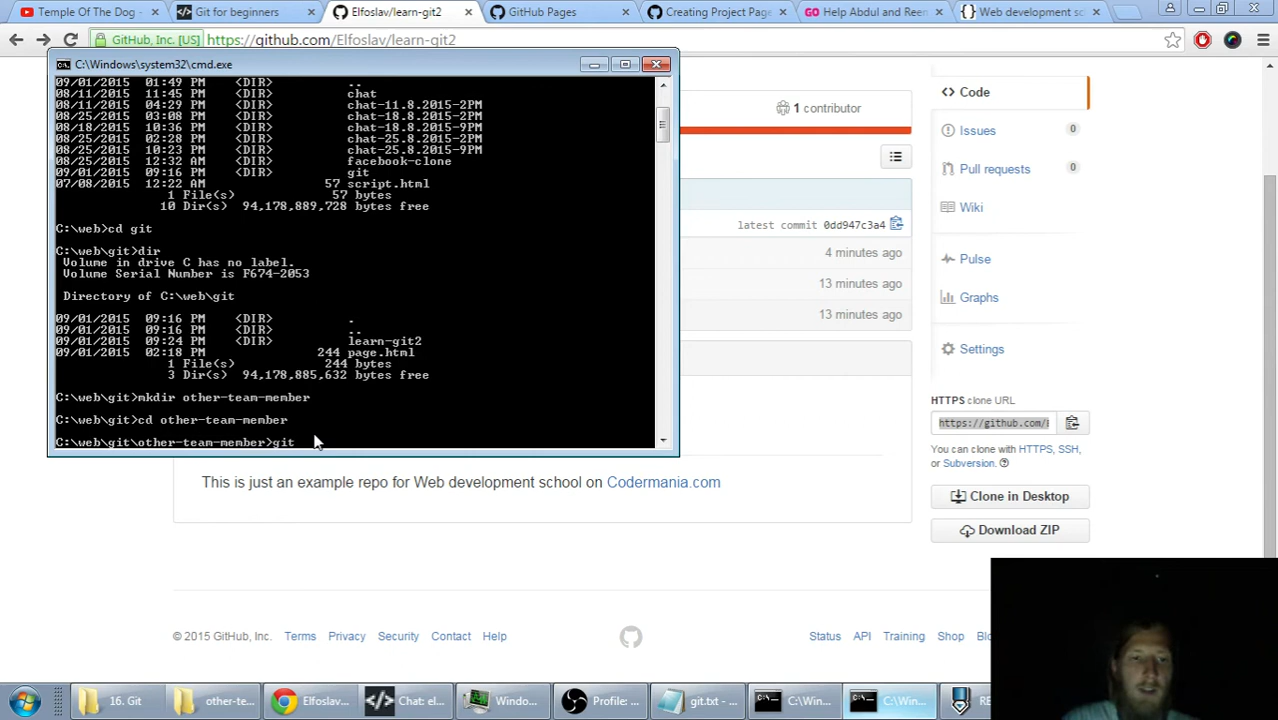 Temple Of The Dog -
Git for beginners
Elfoslav/learn-git2
GitHub Pages
Creating Project Page
Help Abdul and Reen
Web development sc
GitHub, Inc. [US]
https://github.com/Elfoslav/learn-git2
C:\Windows\system32\cmd.exe
09/01/2015 01:49 PM <DIR> ..
08/11/2015 11:45 PM <DIR> chat
08/11/2015 04:29 PM <DIR> chat-11.8.2015-2PM
08/25/2015 03:08 PM <DIR> chat-18.8.2015-2PM
08/18/2015 10:36 PM <DIR> chat-18.8.2015-9PM
08/25/2015 02:28 PM <DIR> chat-25.8.2015-2PM
08/25/2015 10:23 PM <DIR> chat-25.8.2015-9PM
08/25/2015 12:32 AM <DIR> facebook-clone
09/01/2015 09:16 PM <DIR> git
07/08/2015 12:22 AM 57 script.html
1 File(s) 57 bytes
10 Dir(s) 94,178,889,728 bytes free
C:\web>cd git
C:\web\git>dir
Volume in drive C has no label.
Volume Serial Number is F674-2053
Directory of C:\web\git
09/01/2015 09:16 PM <DIR> .
09/01/2015 09:16 PM <DIR> ..
09/01/2015 09:24 PM <DIR> learn-git2
09/01/2015 02:18 PM 244 page.html
1 File(s) 244 bytes
3 Dir(s) 94,178,885,632 bytes free
C:\web\git>mkdir other-team-member
C:\web\git>cd other-team-member
C:\web\git\other-team-member>git
1 contributor
latest commit 0dd947c3a4
4 minutes ago
13 minutes ago
13 minutes ago
Code
Issues 0
Pull requests 0
Wiki
Pulse
Graphs
Settings
HTTPS clone URL
https://github.com/
You can clone with HTTPS, SSH,
or Subversion.
Clone in Desktop
Download ZIP
This is just an example repo for Web development school on Codermania.com
© 2015 GitHub, Inc. Terms Privacy Security Contact Help
Status API Training Shop
16. Git
other-te...
Elfoslav...
Chat: el...
Windo...
Profile: ...
git.txt - ...
C:\Win...
C:\Win...